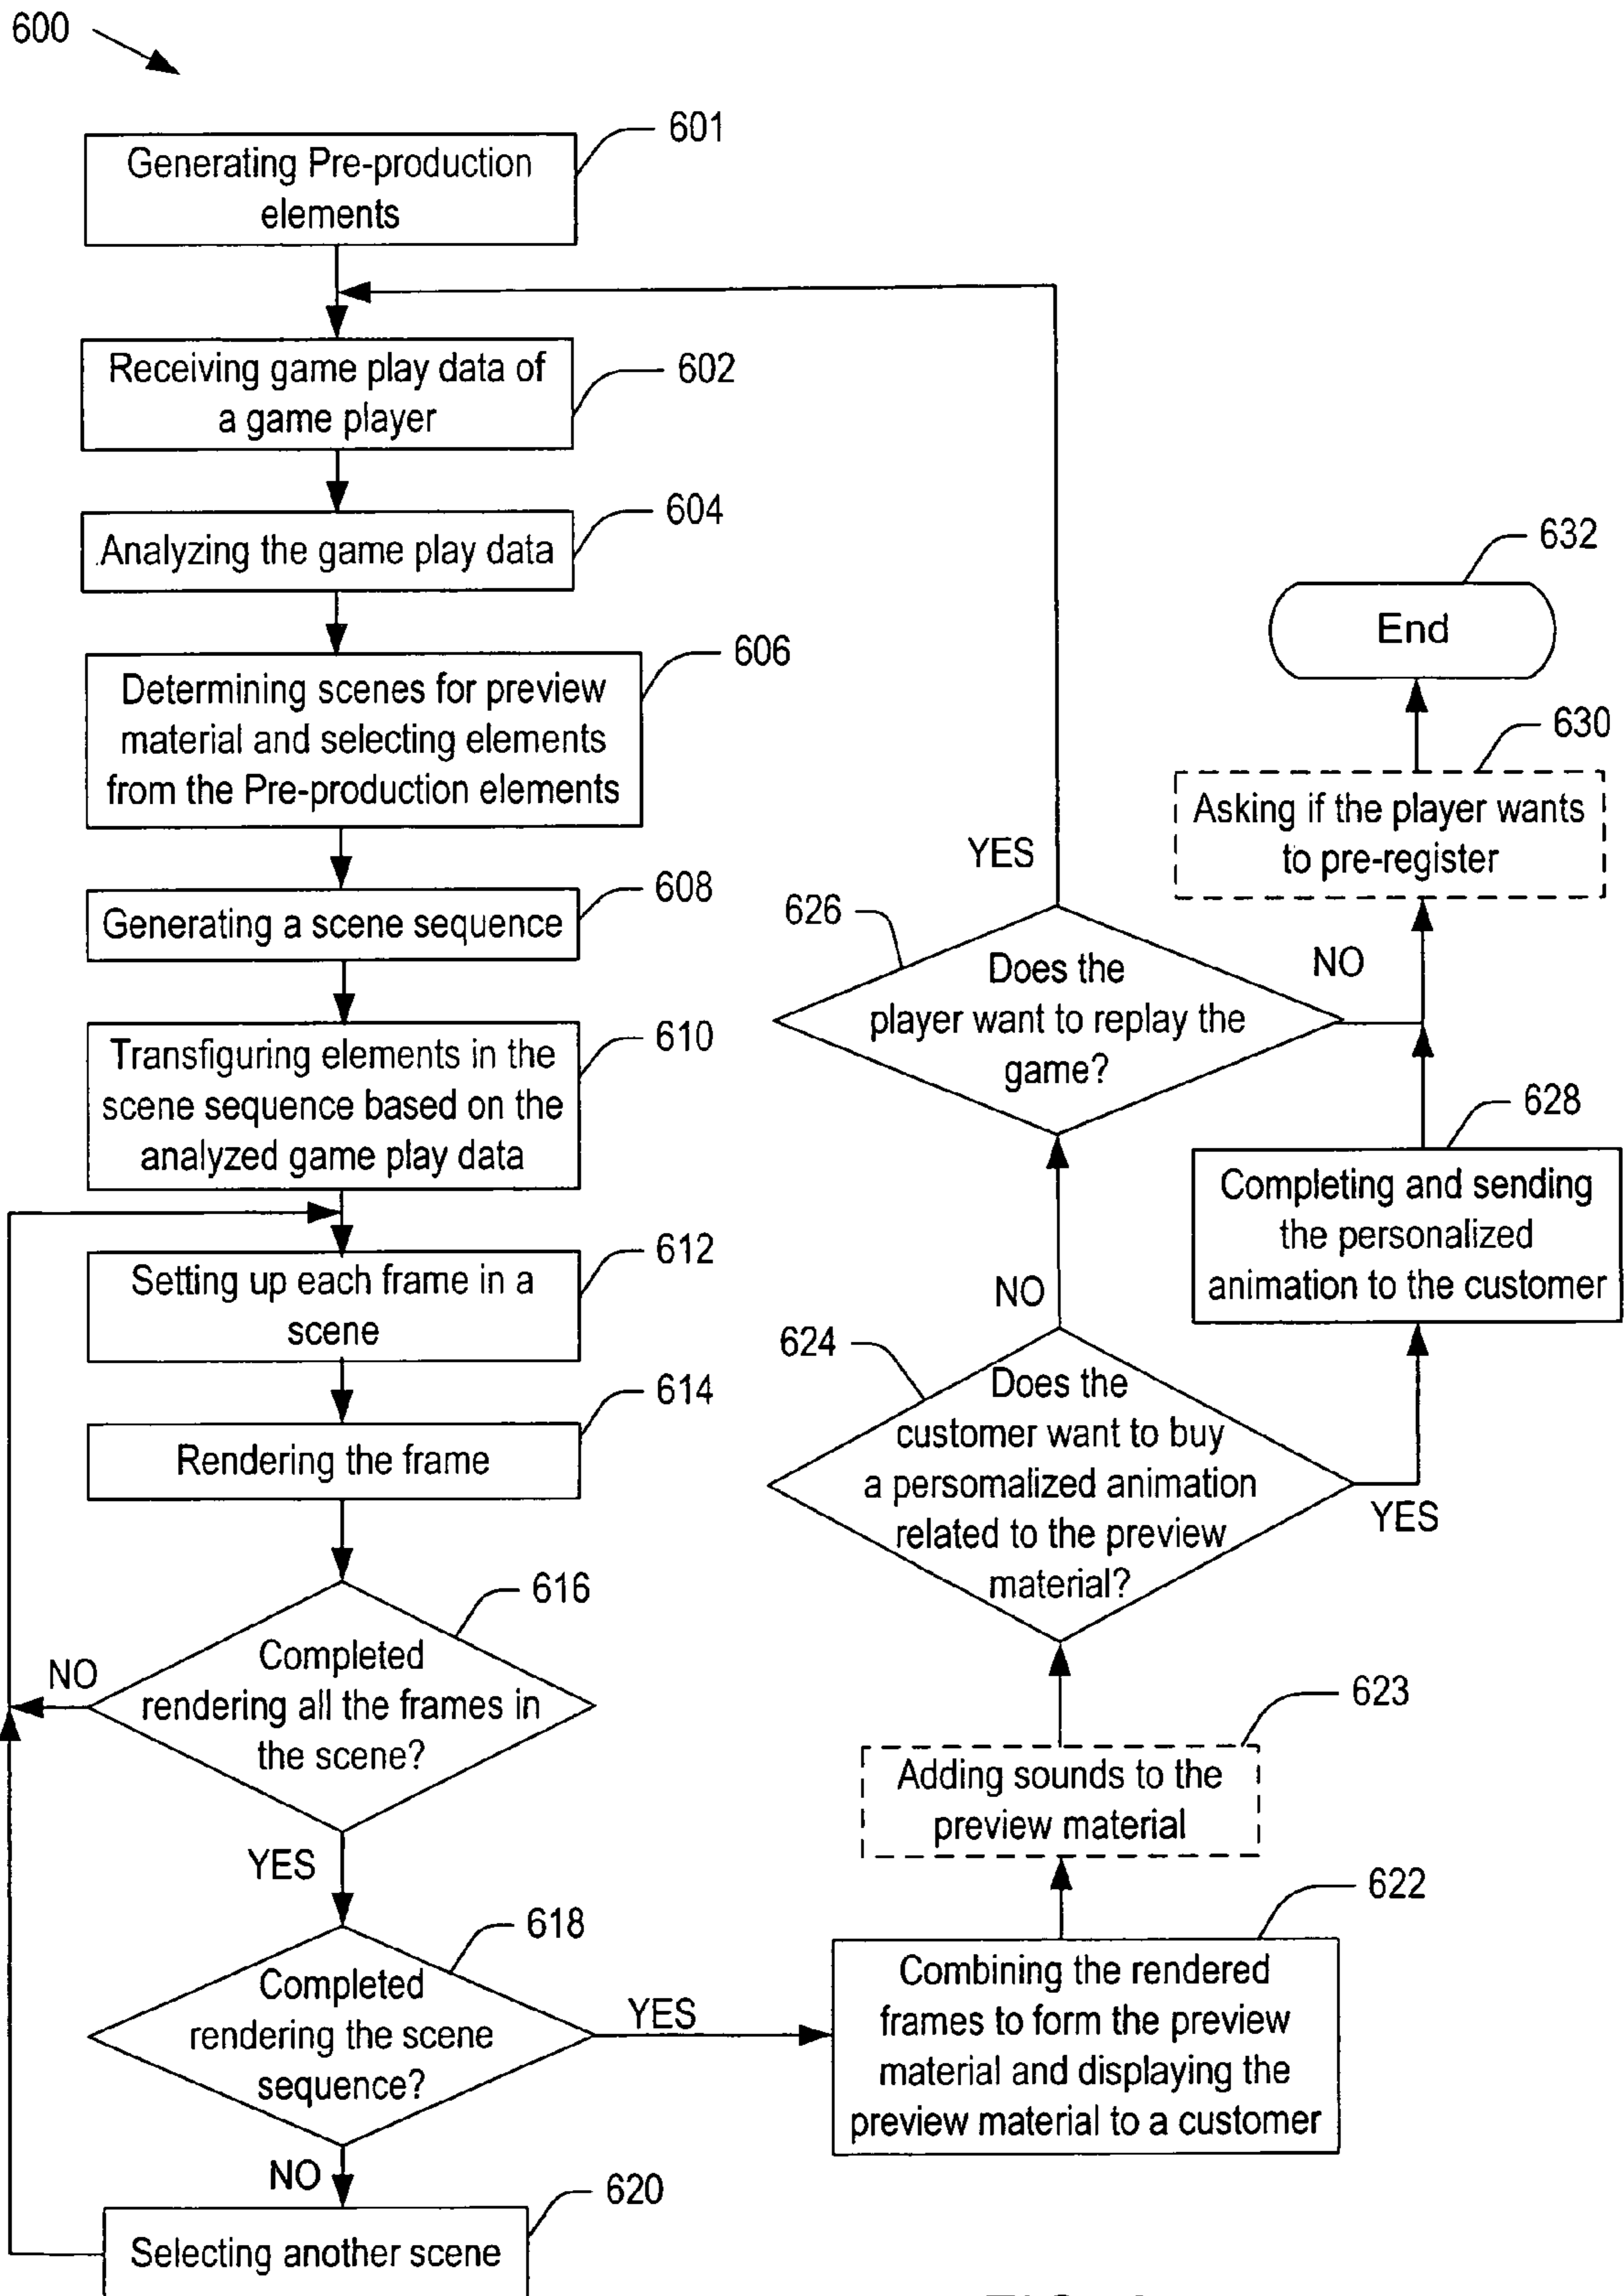 600
601
Generating Pre-production
elements
602
Receiving game play data of
a game player
604
Analyzing the game play data
606
Determining scenes for preview
material and selecting elements
from the Pre-production elements
608
Generating a scene sequence
610
Transfiguring elements in the
scene sequence based on the
analyzed game play data
612
Setting up each frame in a
scene
614
Rendering the frame
616
Completed
rendering all the frames in
the scene?
NO
YES
618
Completed
rendering the scene
sequence?
YES
NO
620
Selecting another scene
622
Combining the rendered
frames to form the preview
material and displaying the
preview material to a customer
623
Adding sounds to the
preview material
624
Does the
customer want to buy
a persomalized animation
related to the preview
material?
YES
NO
626
Does the
player want to replay the
game?
YES
NO
628
Completing and sending
the personalized
animation to the customer
630
Asking if the player wants
to pre-register
632
End